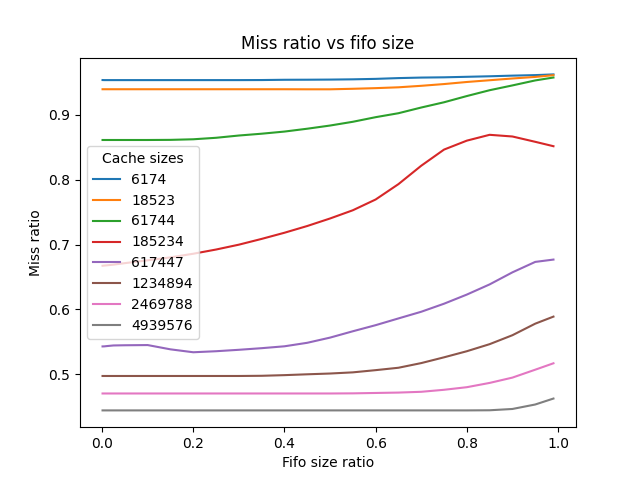 Miss ratio vs fifo size
Miss ratio
0.9
0.8
0.7
0.6
0.5
Cache sizes
6174
18523
61744
185234
617447
1234894
2469788
4939576
0.0 0.2 0.4 0.6 0.8 1.0
Fifo size ratio